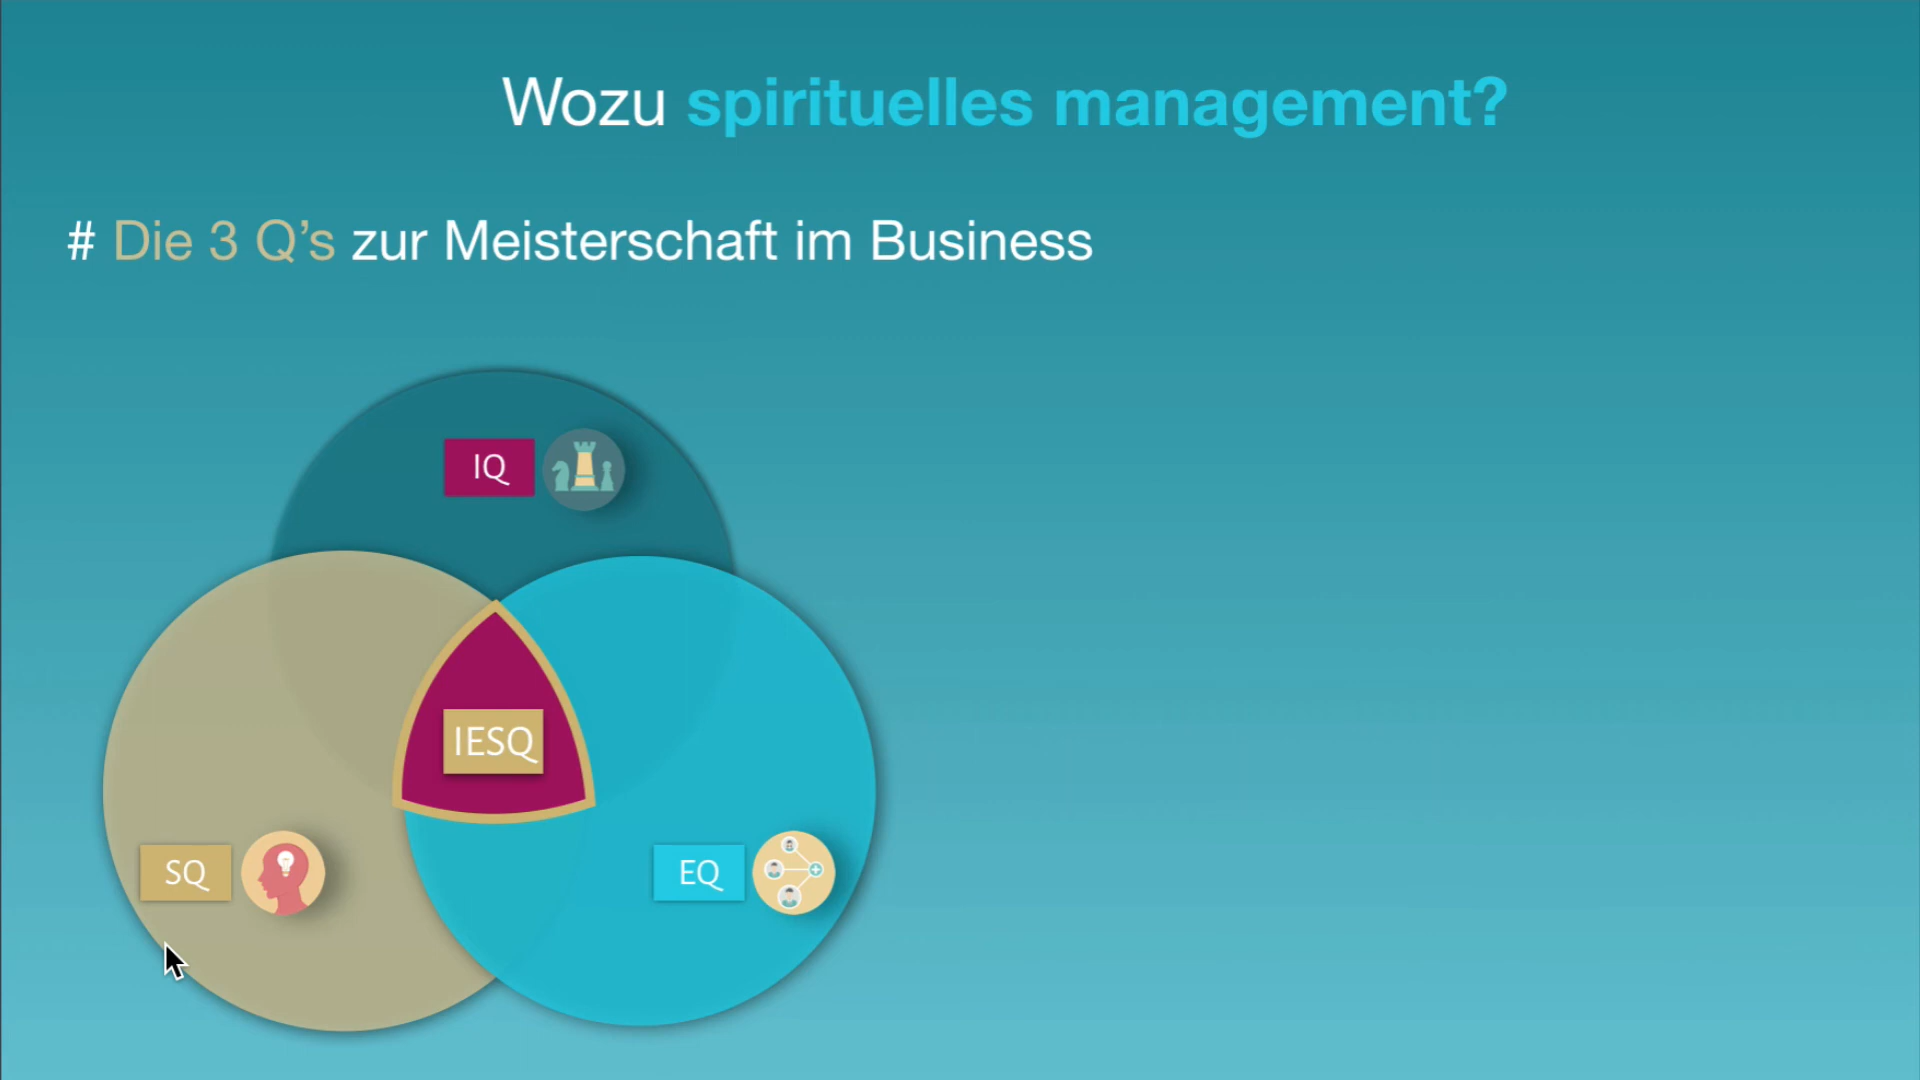 Wozu spirituelles management?
# Die 3 Q’s zur Meisterschaft im Business
IQ
IESQ
SQ
EQ